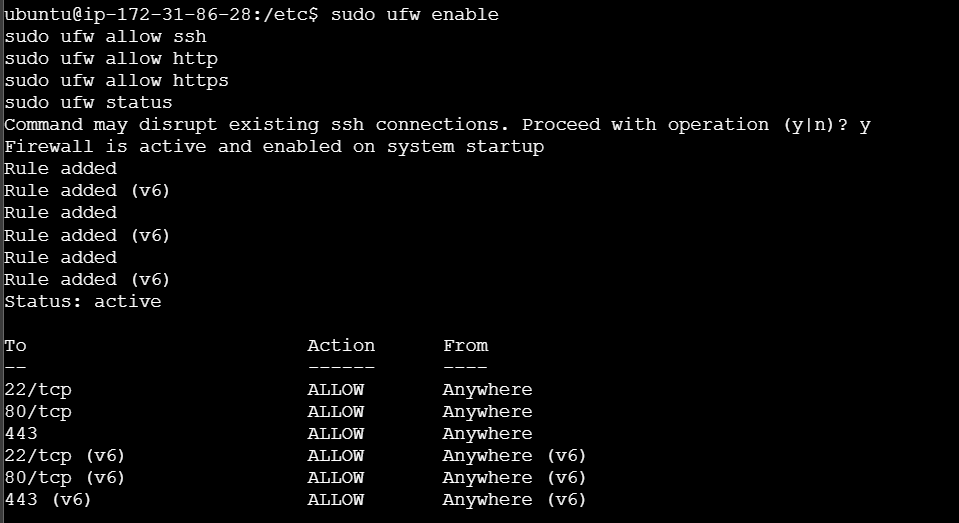 ubuntu@ip-172-31-86-28:/etc$ sudo ufw enable
sudo ufw allow ssh
sudo ufw allow http
sudo ufw allow https
sudo ufw status
Command may disrupt existing ssh connections. Proceed with operation (y|n)? y
Firewall is active and enabled on system startup
Rule added
Rule added (v6)
Rule added
Rule added (v6)
Rule added
Rule added (v6)
Status: active

To                         Action      From
--                         ------      ----
22/tcp                     ALLOW       Anywhere
80/tcp                     ALLOW       Anywhere
443                        ALLOW       Anywhere
22/tcp (v6)                ALLOW       Anywhere (v6)
80/tcp (v6)                ALLOW       Anywhere (v6)
443 (v6)                   ALLOW       Anywhere (v6)